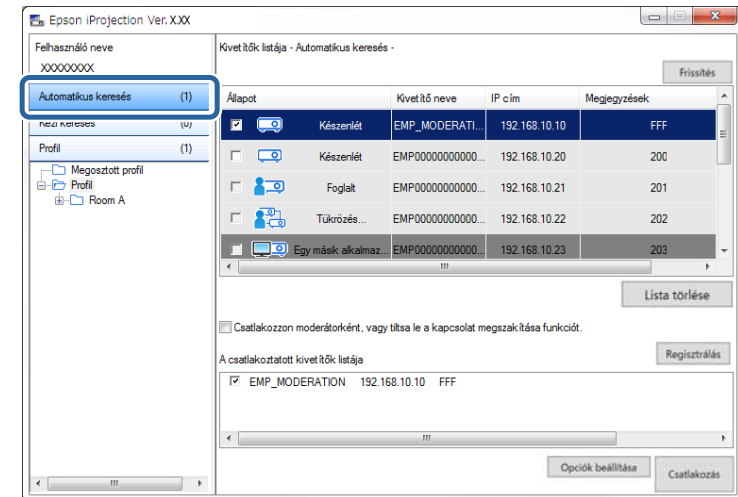 Epson iProjection Ver. X.XX
Felhasználó neve
XXXXXXXX
Automatikus keresés (1)
Kézi keresés (0)
Profil (1)
Megosztott profil
Profil
Room A
Kivetítők listája - Automatikus keresés -
Frissítés
Állapot Kivetítő neve IP cím Megjegyzések
Készenlét EMP_MODERATI... 192.168.10.10 FFF
Készenlét EMP00000000000... 192.168.10.20 200
Foglalt EMP00000000000... 192.168.10.21 201
Tükrözés... EMP00000000000... 192.168.10.22 202
Egy másik alkalmaz... EMP00000000000... 192.168.10.23 203
Lista törlése
Csatlakozzon moderátorként, vagy tiltsa le a kapcsolat megszakítása funkciót.
A csatlakoztatott kivetítők listája
Regisztrálás
EMP_MODERATION 192.168.10.10 FFF
Opciók beállítása
Csatlakozás